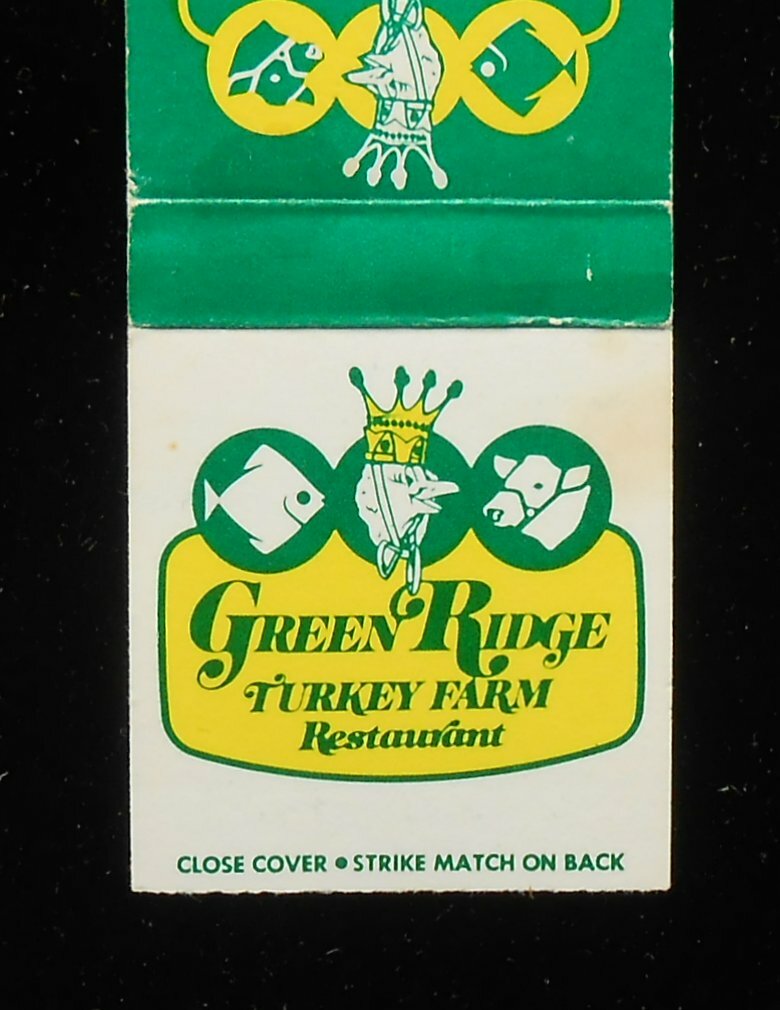 GREEN RIDGE
TURKEY FARM
Restaurant
CLOSE COVER • STRIKE MATCH ON BACK